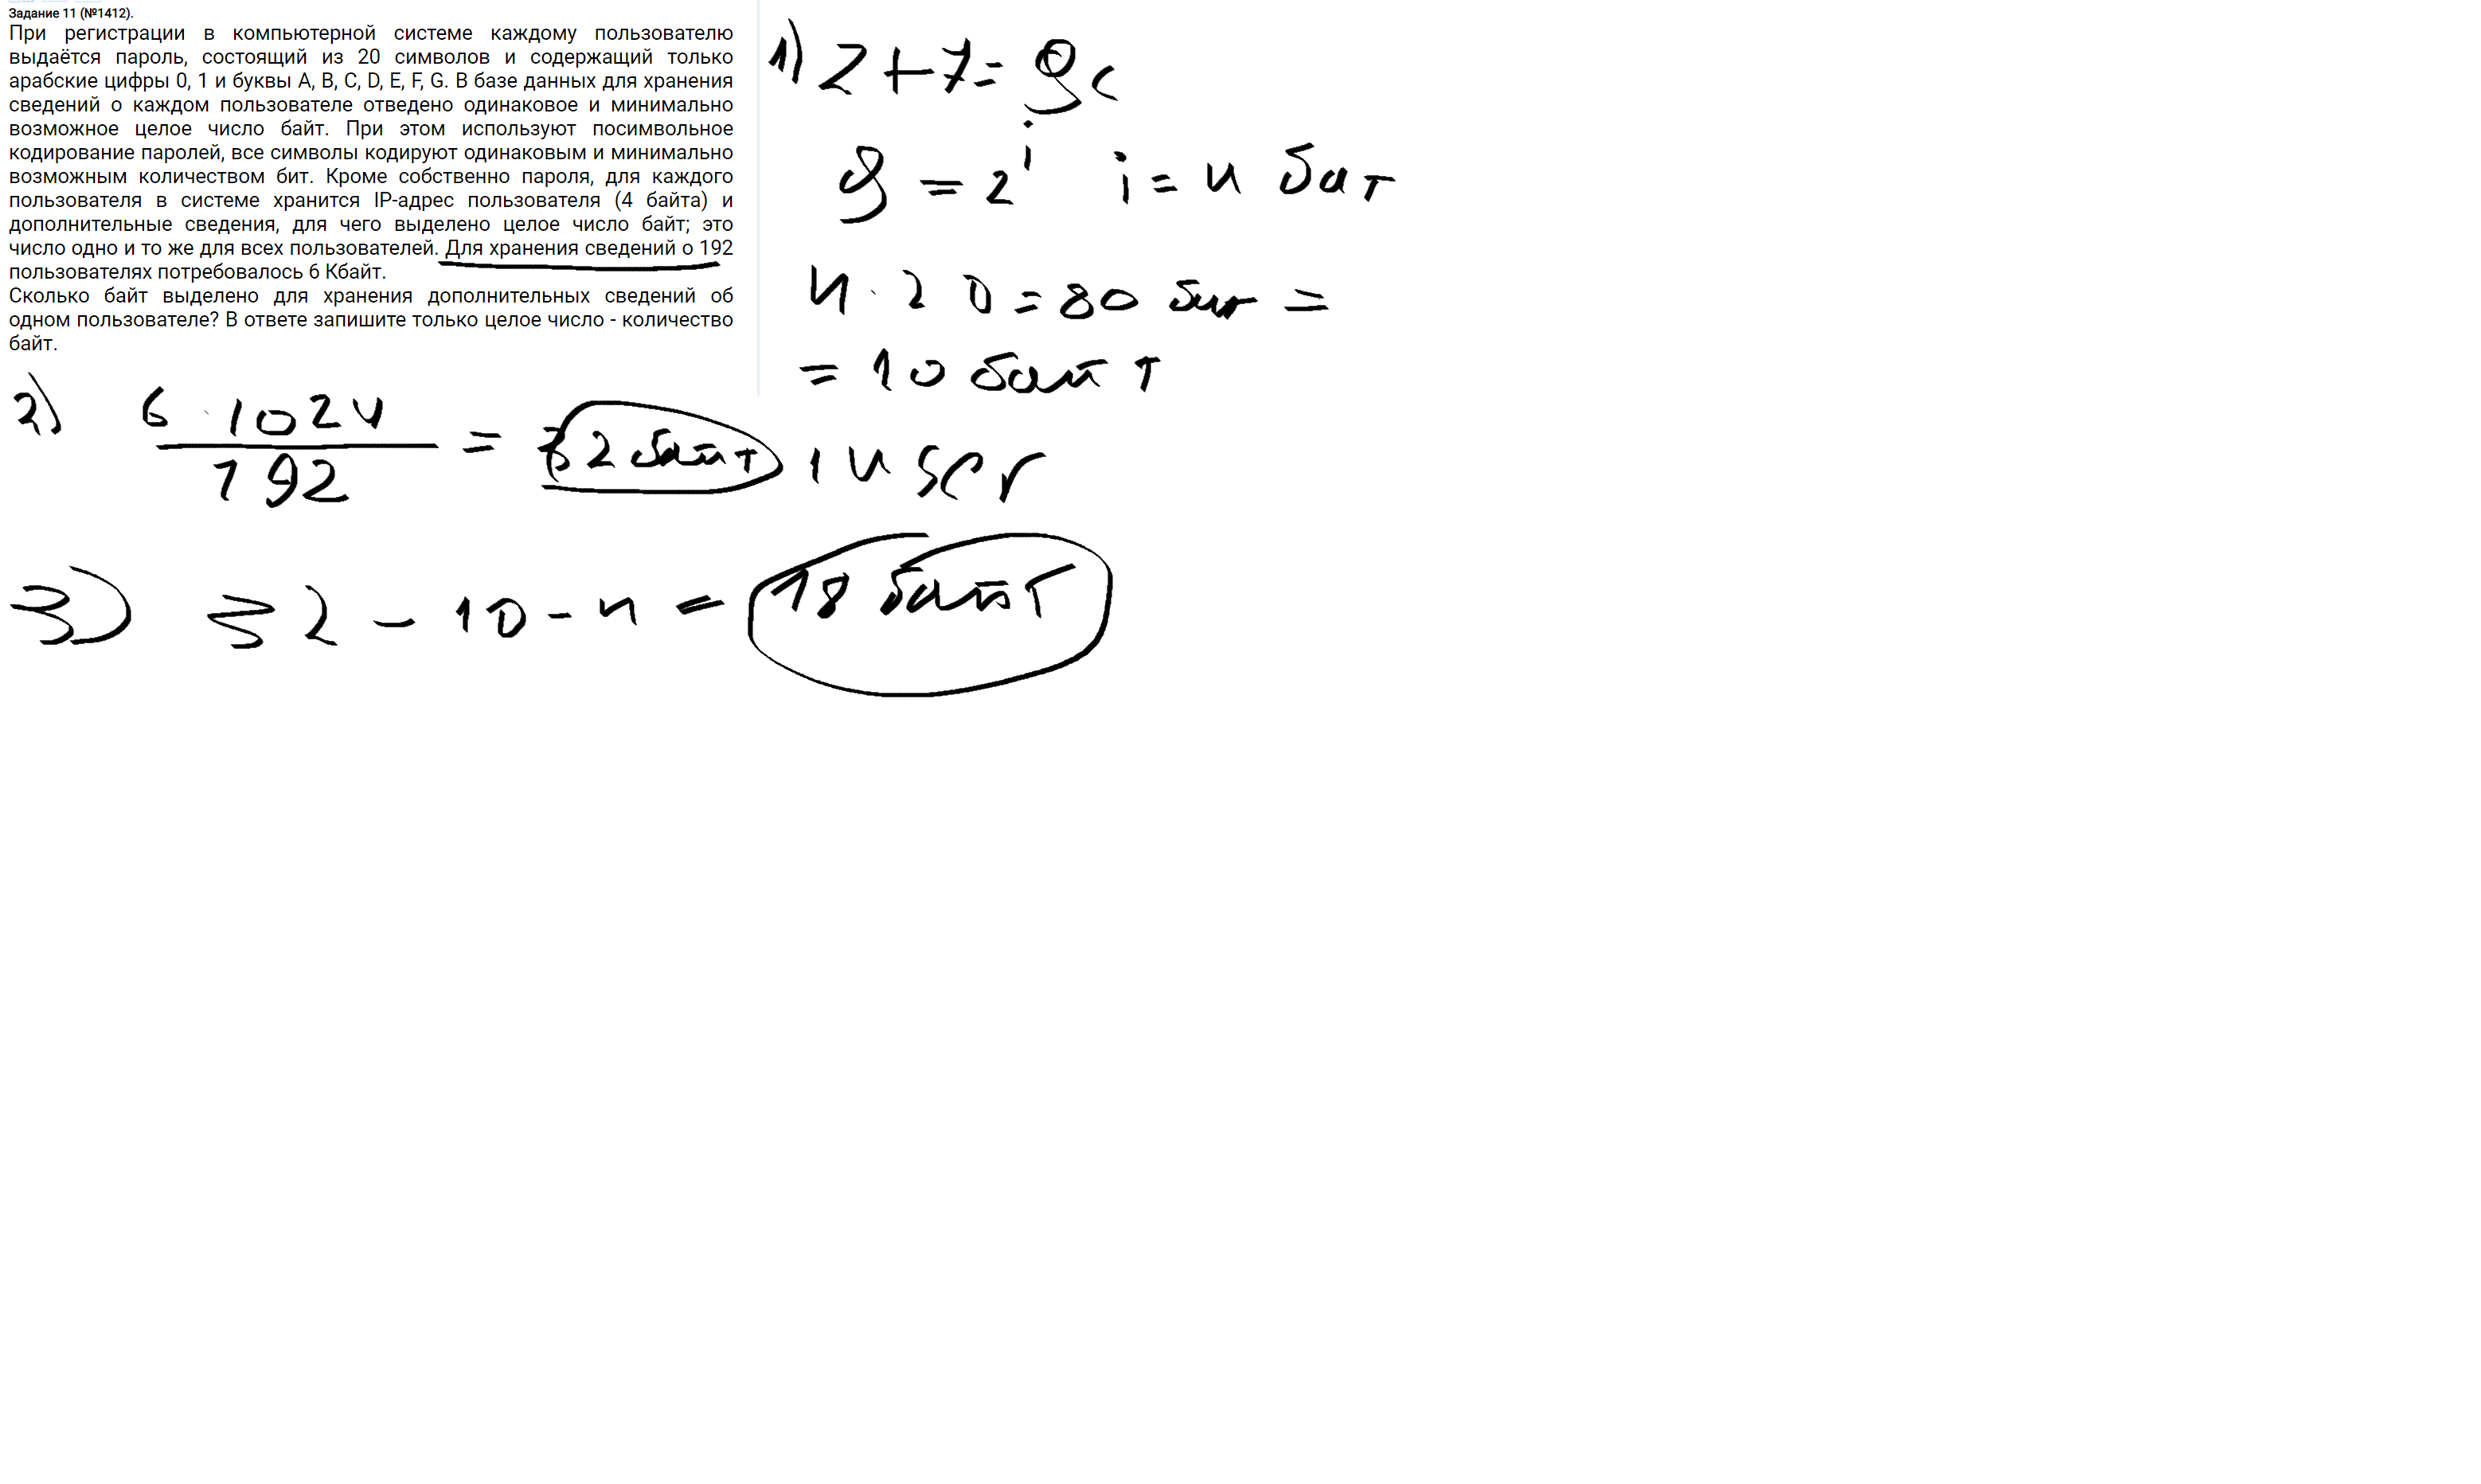 Задание 11 (№1412).
При регистрации в компьютерной системе каждому пользователю
выдаётся пароль, состоящий из 20 символов и содержащий только
арабские цифры 0, 1 и буквы A, B, C, D, E, F, G. В базе данных для хранения
сведений о каждом пользователе отведено одинаковое и минимально
возможное целое число байт. При этом используют посимвольное
кодирование паролей, все символы кодируют одинаковым и минимально
возможным количеством бит. Кроме собственно пароля, для каждого
пользователя в системе хранится IP-адрес пользователя (4 байта) и
дополнительные сведения, для чего выделено целое число байт; это
число одно и то же для всех пользователей. Для хранения сведений о 192
пользователях потребовалось 6 Кбайт.
Сколько байт выделено для хранения дополнительных сведений об
одном пользователе? В ответе запишите только целое число - количество
байт.
1) 2 + 7 = 9 с
9 = 2^i i = 4 бит
4 · 20 = 80 бит =
= 10 байт
2) 6 · 1024
192
= 32 байт 1 user
3) 32 - 10 - 4 = 18 байт